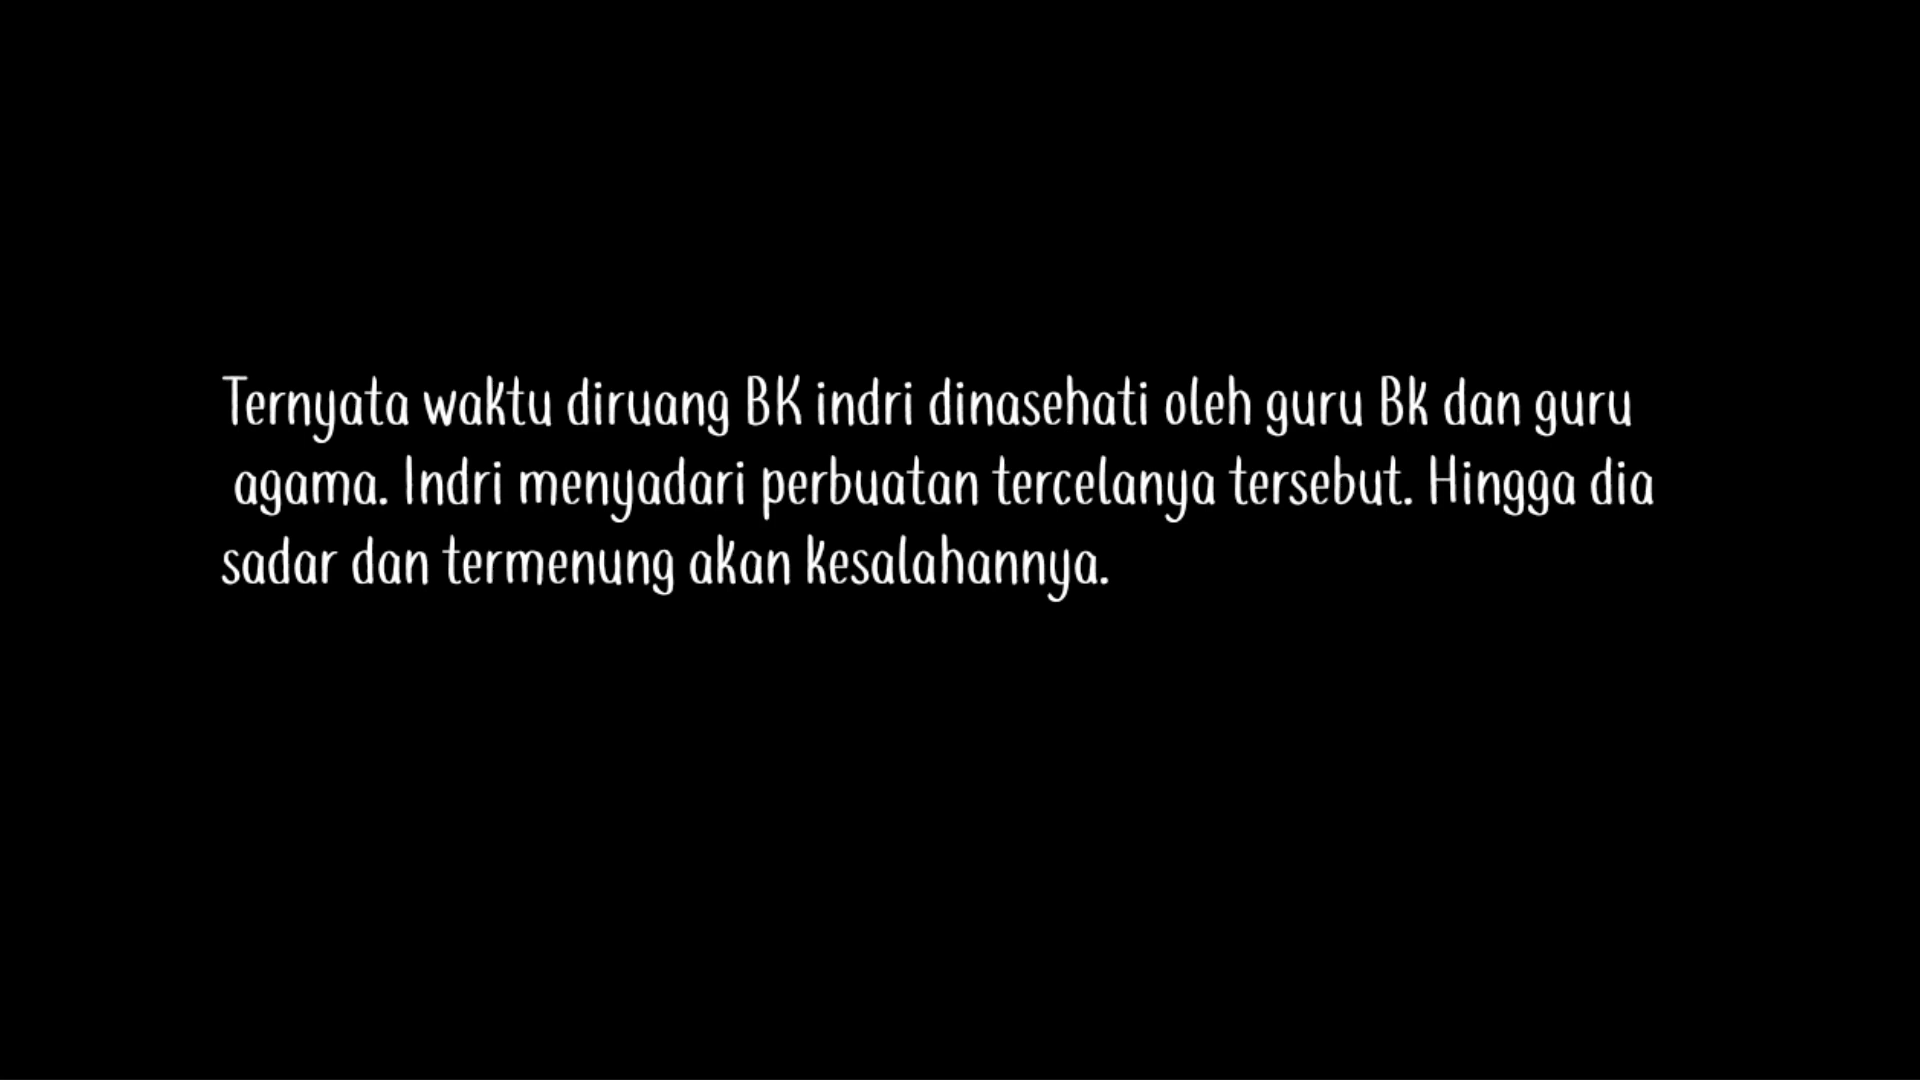 Ternyata waktu diruang BK indri dinasehati oleh guru Bk dan guru
agama. Indri menyadari perbuatan tercelanya tersebut. Hingga dia
sadar dan termenung akan kesalahannya.